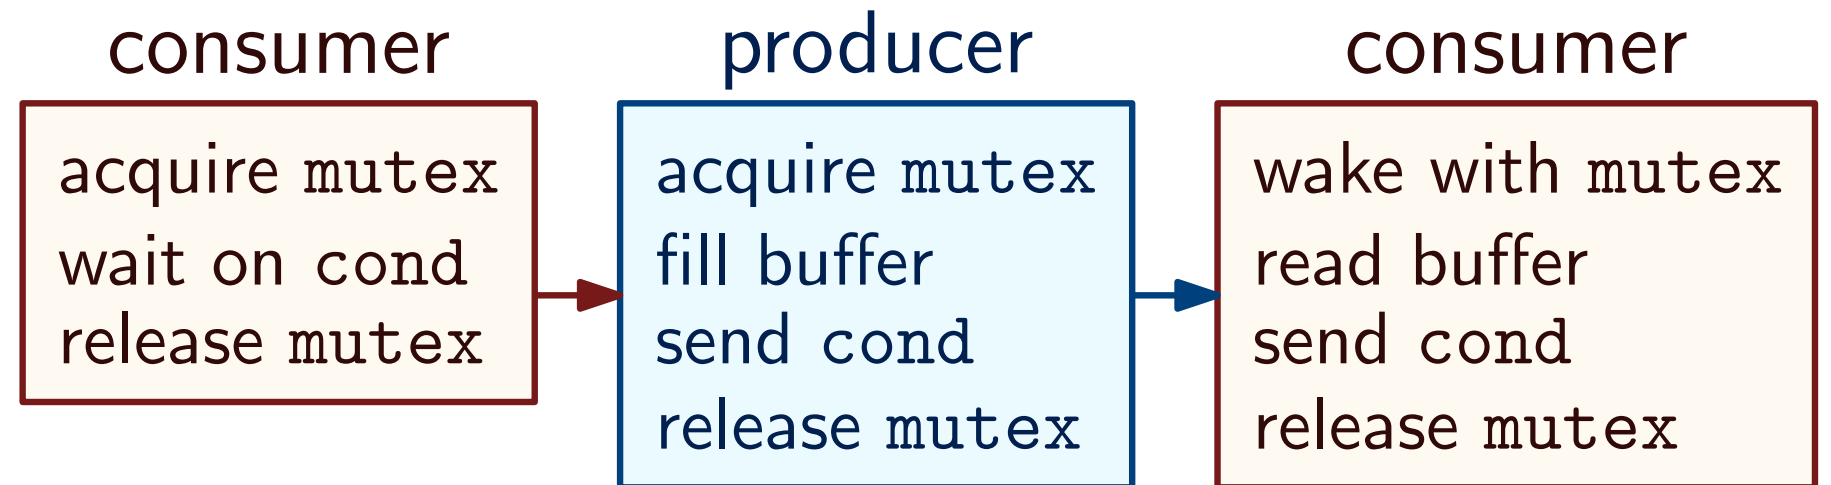 consumer
acquire mutex
wait on cond
release mutex
producer
acquire mutex
fill buffer
send cond
release mutex
consumer
wake with mutex
read buffer
send cond
release mutex